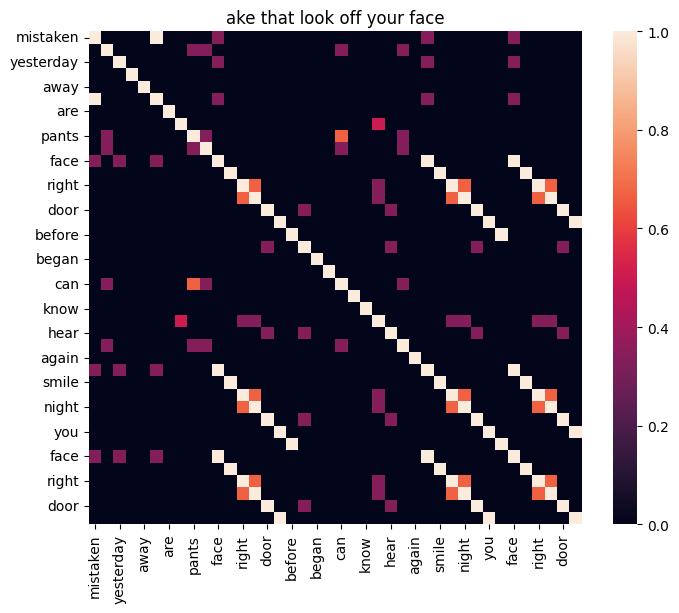 ake that look off your face
mistaken
yesterday
away
are
pants
face
right
door
before
began
can
know
hear
again
smile
night
you
face
right
door
1.0
0.8
0.6
0.4
0.2
0.0
mistaken
yesterday
away
are
pants
face
right
door
before
began
can
know
hear
again
smile
night
you
face
right
door